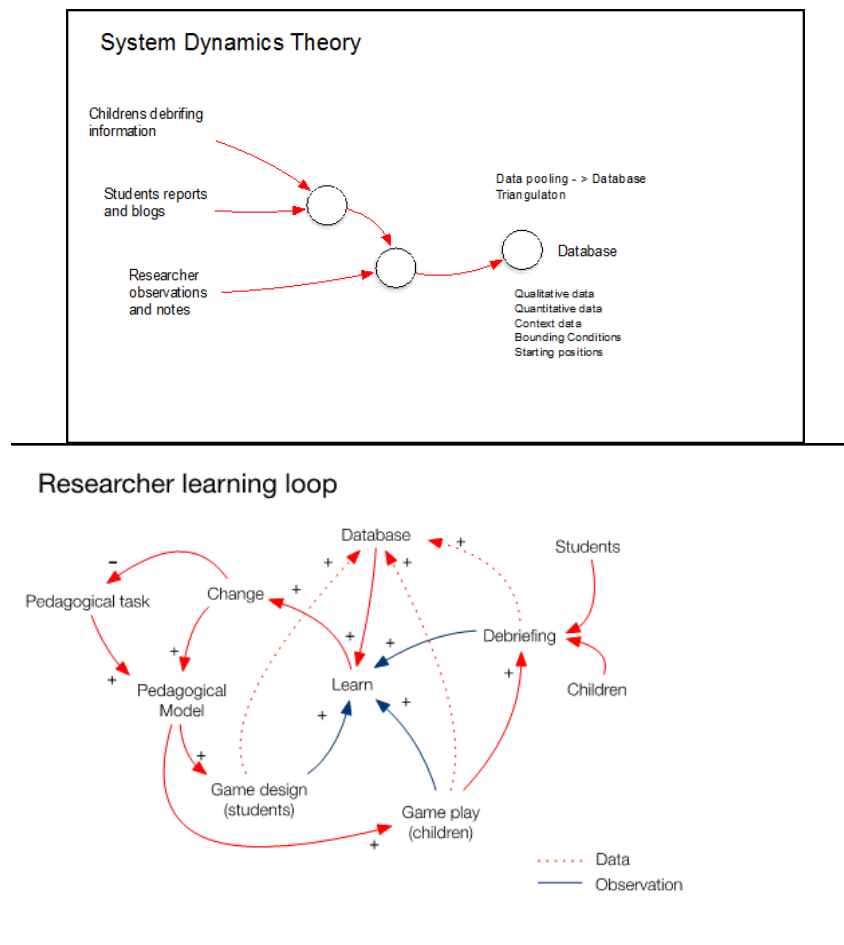 System Dynamics Theory
Childrens debrifing
information
Students reports
and blogs
Researcher
observations
and notes
Data pooling - > Database
Triangulaton
Database
Qualitative data
Quantitative data
Context data
Bounding Conditions
Starting positions
Researcher learning loop
Database
Students
–
+
+
+
Change
+
Pedagogical task
+
+
Debriefing
+
+
Pedagogical
Model
Learn
+
Children
+
+
+
Game design
(students)
Game play
(children)
+
Data
Observation